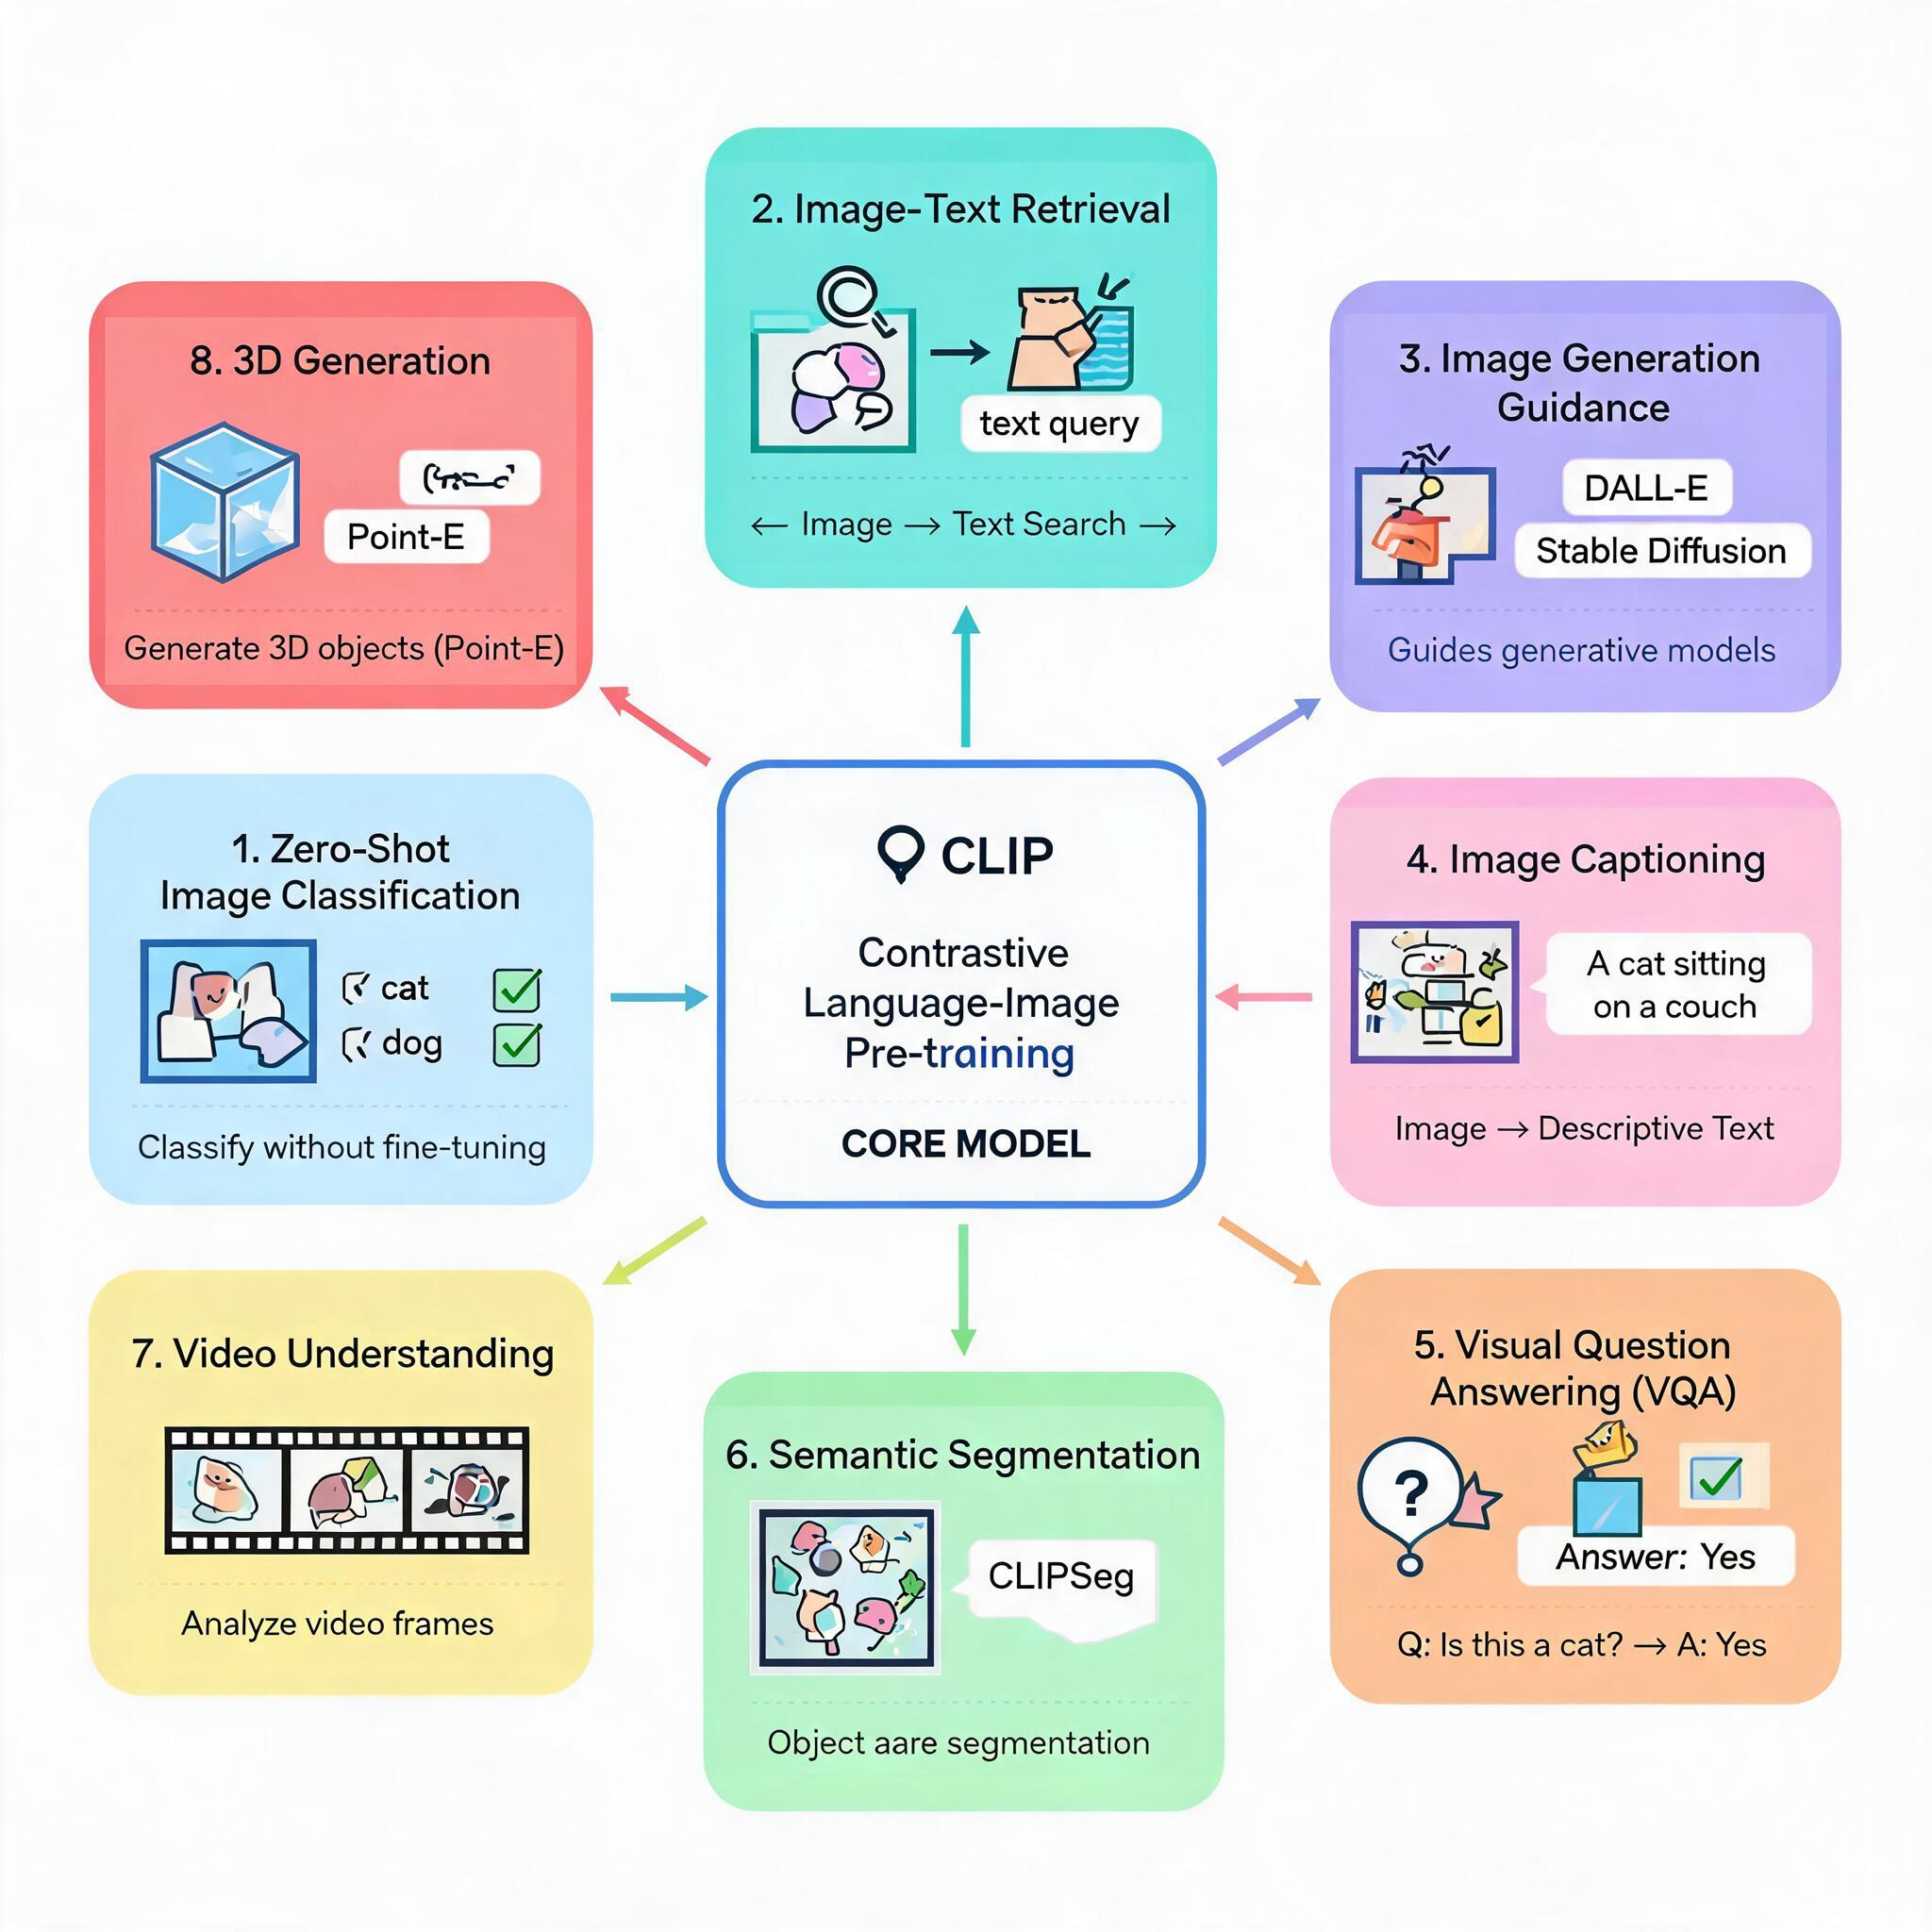 2. Image-Text Retrieval
text query
← Image → Text Search →
8. 3D Generation
Point-E
Generate 3D objects (Point-E)
3. Image Generation
Guidance
DALL-E
Stable Diffusion
Guides generative models
1. Zero-Shot
Image Classification
cat
dog
Classify without fine-tuning
CLIP
Contrastive
Language-Image
Pre-training
CORE MODEL
4. Image Captioning
A cat sitting
on a couch
Image → Descriptive Text
7. Video Understanding
Analyze video frames
6. Semantic Segmentation
CLIPSeg
Object aare segmentation
5. Visual Question
Answering (VQA)
?
Answer: Yes
Q: Is this a cat? → A: Yes